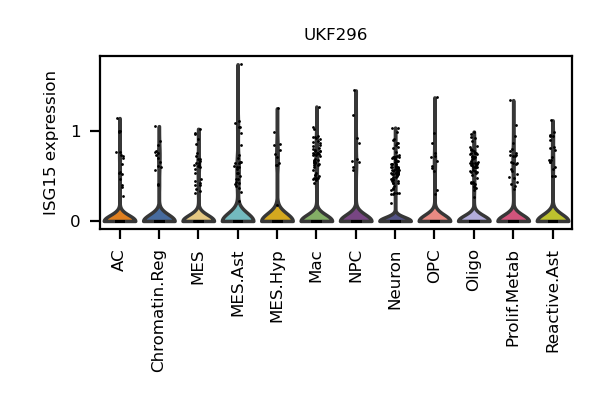 UKF296
ISG15 expression
1
0
AC
Chromatin.Reg
MES
MES.Ast
MES.Hyp
Mac
NPC
Neuron
OPC
Oligo
Prolif.Metab
Reactive.Ast